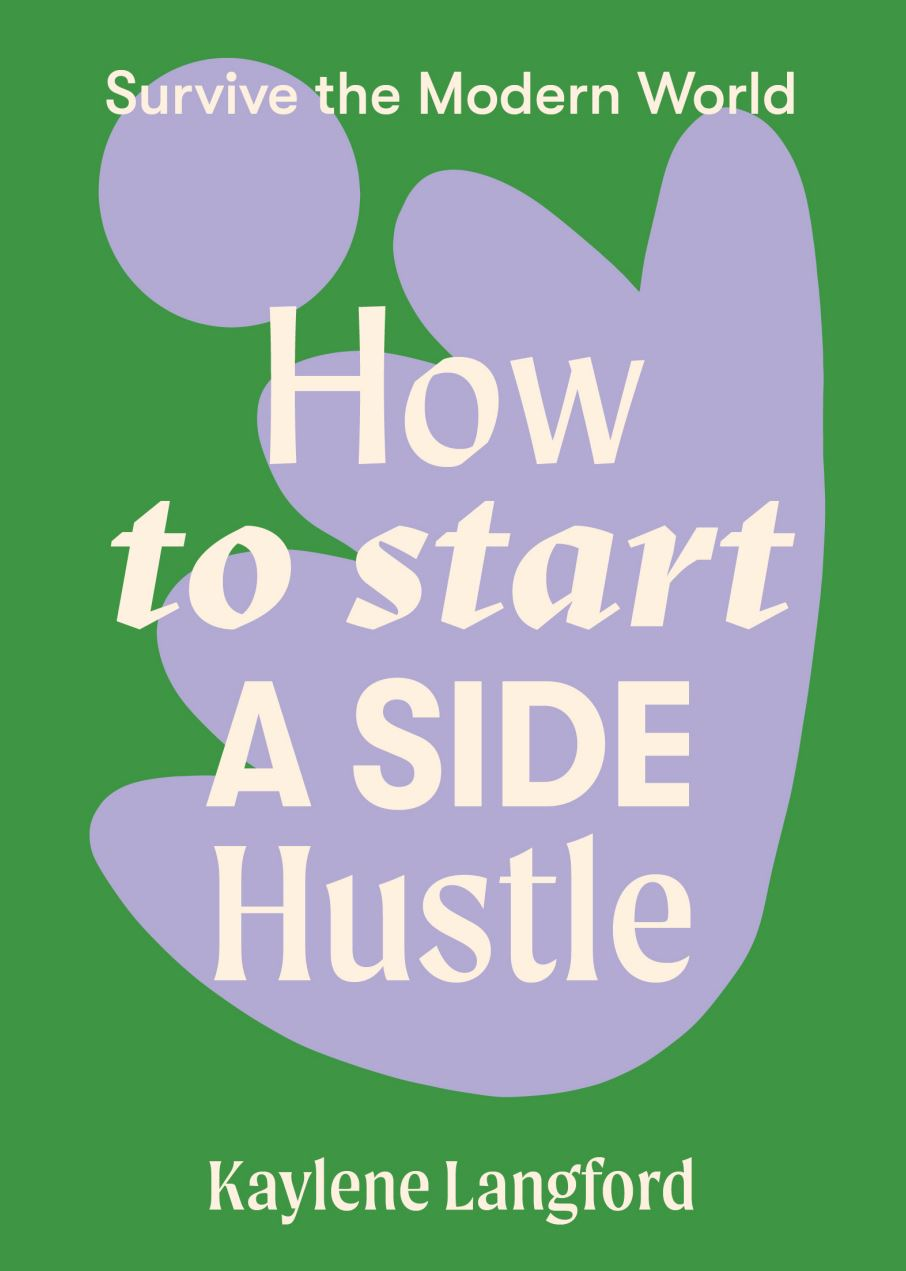 Survive the Modern World
How
to start
A SIDE
Hustle
Kaylene Langford